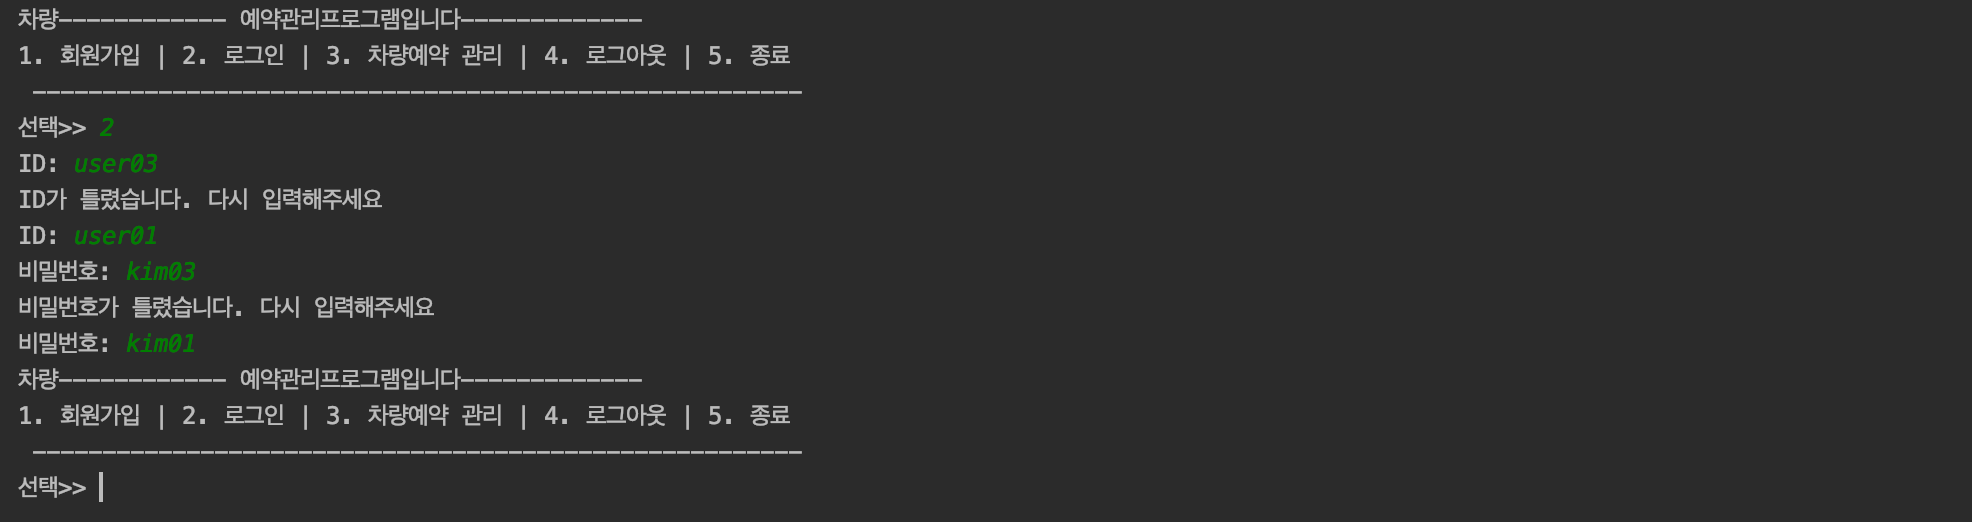 차량------------ 예약관리프로그램입니다-------------
1. 회원가입 | 2. 로그인 | 3. 차량예약 관리 | 4. 로그아웃 | 5. 종료
-------------------------------------------------------
선택>> 2
ID: user03
ID가 틀렸습니다. 다시 입력해주세요
ID: user01
비밀번호: kim03
비밀번호가 틀렸습니다. 다시 입력해주세요
비밀번호: kim01
차량------------ 예약관리프로그램입니다-------------
1. 회원가입 | 2. 로그인 | 3. 차량예약 관리 | 4. 로그아웃 | 5. 종료
-------------------------------------------------------
선택>>